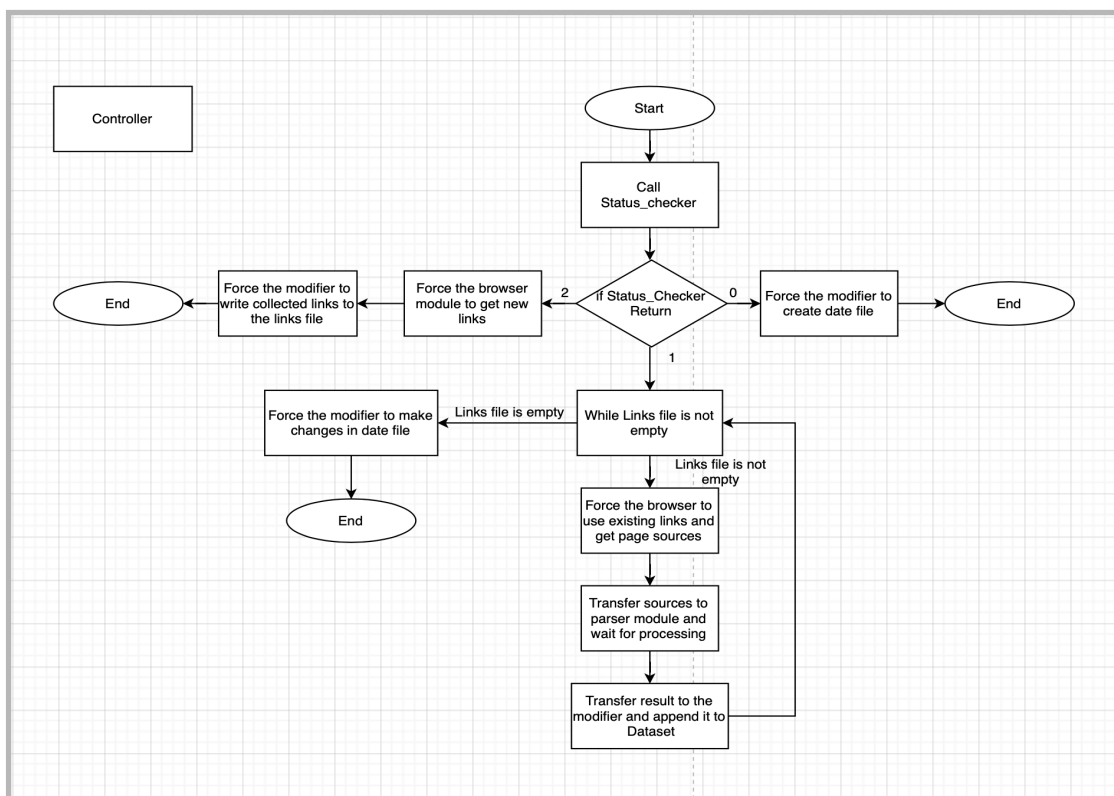 Controller
Start
Call
Status_checker
if Status_Checker
Return
2
0
1
Force the browser
module to get new
links
Force the modifier to
write collected links to
the links file
End
Force the modifier to
create date file
End
While Links file is not
empty
Links file is empty
Force the modifier to make
changes in date file
End
Links file is not
empty
Force the browser to
use existing links and
get page sources
Transfer sources to
parser module and
wait for processing
Transfer result to the
modifier and append it to
Dataset